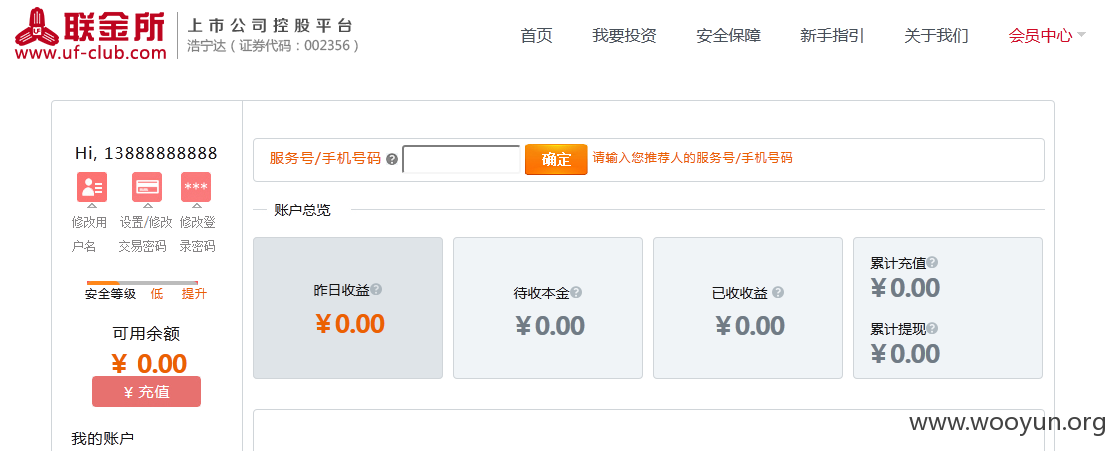 联金所
www.uf-club.com
上市公司控股平台
浩宁达（证券代码：002356）
首页 我要投资 安全保障 新手指引 关于我们 会员中心
Hi, 13888888888
修改用户名
设置/修改交易密码
修改登录密码
安全等级 低 提升
可用余额
¥ 0.00
¥ 充值
我的账户
服务号/手机号码 ? 确定 请输入您推荐人的服务号/手机号码
账户总览
昨日收益?
¥0.00
待收本金?
¥0.00
已收收益 ?
¥0.00
累计充值?
¥0.00
累计提现?
¥0.00
www.wooyun.org